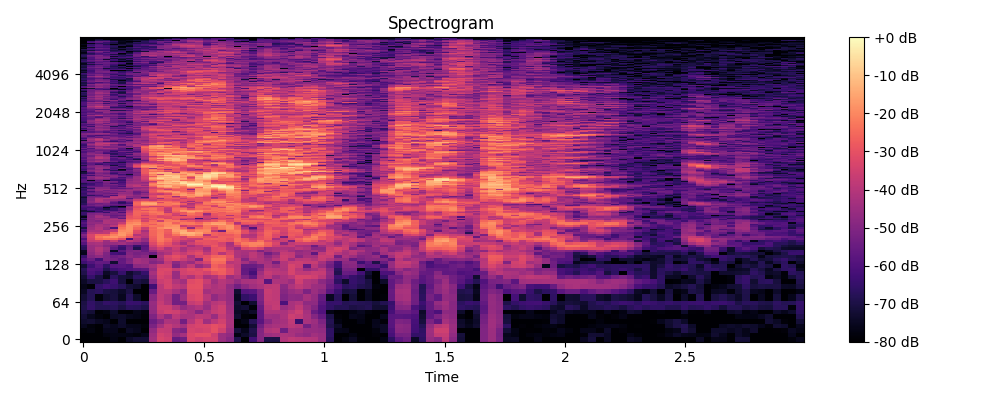 Spectrogram
4096
2048
1024
512
256
128
64
0
Hz
0
0.5
1
1.5
2
2.5
Time
+0 dB
-10 dB
-20 dB
-30 dB
-40 dB
-50 dB
-60 dB
-70 dB
-80 dB